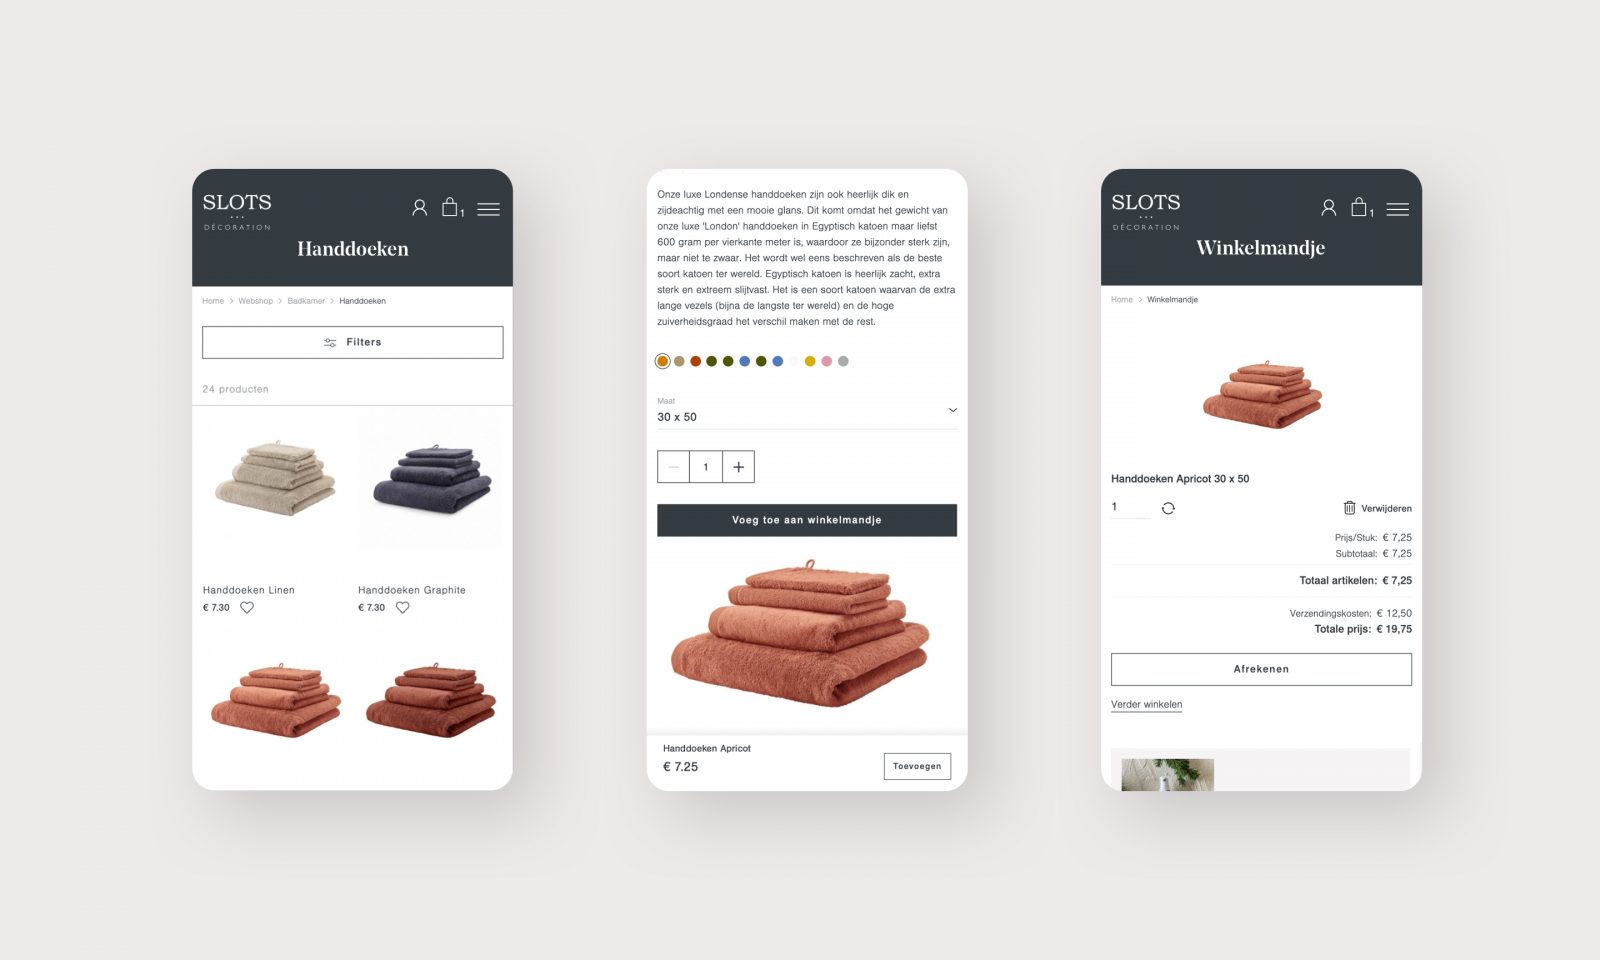 SLOTS
DÉCORATION
1
Handdoeken
Home > Webshop > Badkamer > Handdoeken
Filters
24 producten
Handdoeken Linen
€ 7.30
Handdoeken Graphite
€ 7.30
Onze luxe Londense handdoeken zijn ook heerlijk dik en
zijdeachtig met een mooie glans. Dit komt omdat het gewicht van
onze luxe 'London' handdoeken in Egyptisch katoen maar liefst
600 gram per vierkante meter is, waardoor ze bijzonder sterk zijn,
maar niet te zwaar. Het wordt wel eens beschreven als de beste
soort katoen ter wereld. Egyptisch katoen is heerlijk zacht, extra
sterk en extreem slijtvast. Het is een soort katoen waarvan de extra
lange vezels (bijna de langste ter wereld) en de hoge
zuiverheidsgraad het verschil maken met de rest.
Maat
30 x 50
1
Voeg toe aan winkelmandje
Handdoeken Apricot
€ 7.25
Toevoegen
SLOTS
DÉCORATION
1
Winkelmandje
Home > Winkelmandje
Handdoeken Apricot 30 x 50
1
Verwijderen
Prijs/Stuk: € 7,25
Subtotaal: € 7,25
Totaal artikelen: € 7,25
Verzendingskosten: € 12,50
Totale prijs: € 19,75
Afrekenen
Verder winkelen